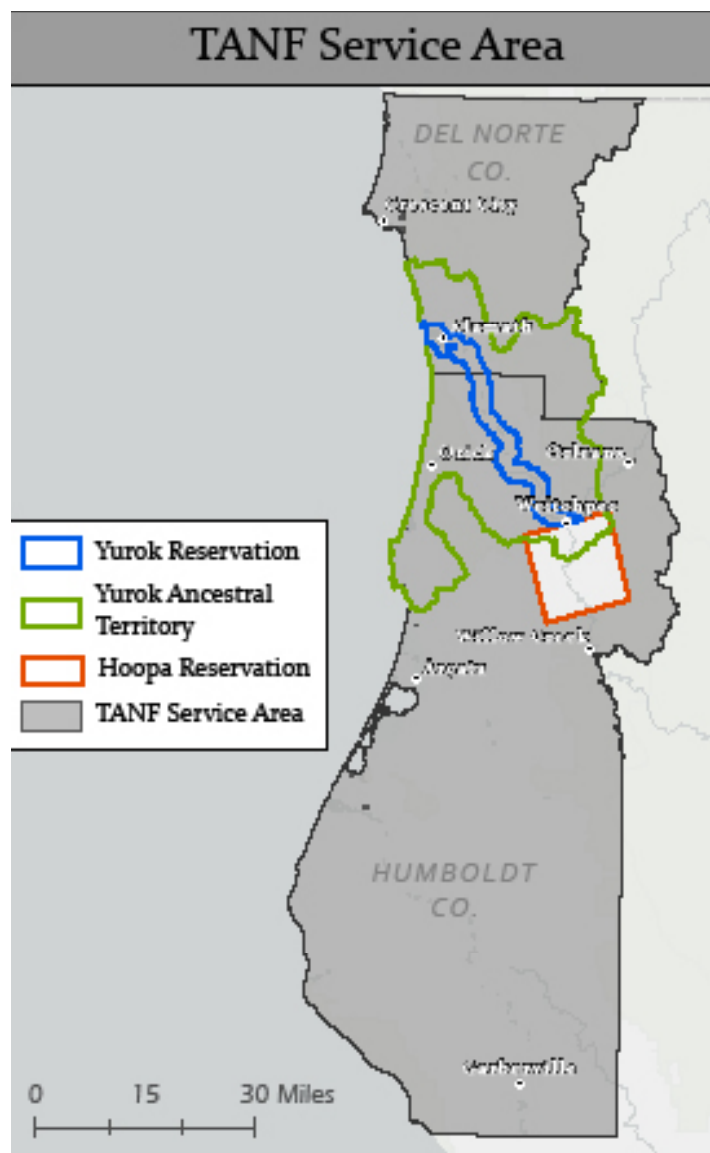 TANF Service Area
DEL NORTE
CO.
Crescent City
Klamath
Orick
Orleans
Weitchpec
Yurok Reservation
Yurok Ancestral
Territory
Hoopa Reservation
TANF Service Area
Willow Creek
Arcata
HUMBOLDT
CO.
Garberville
0 15 30 Miles